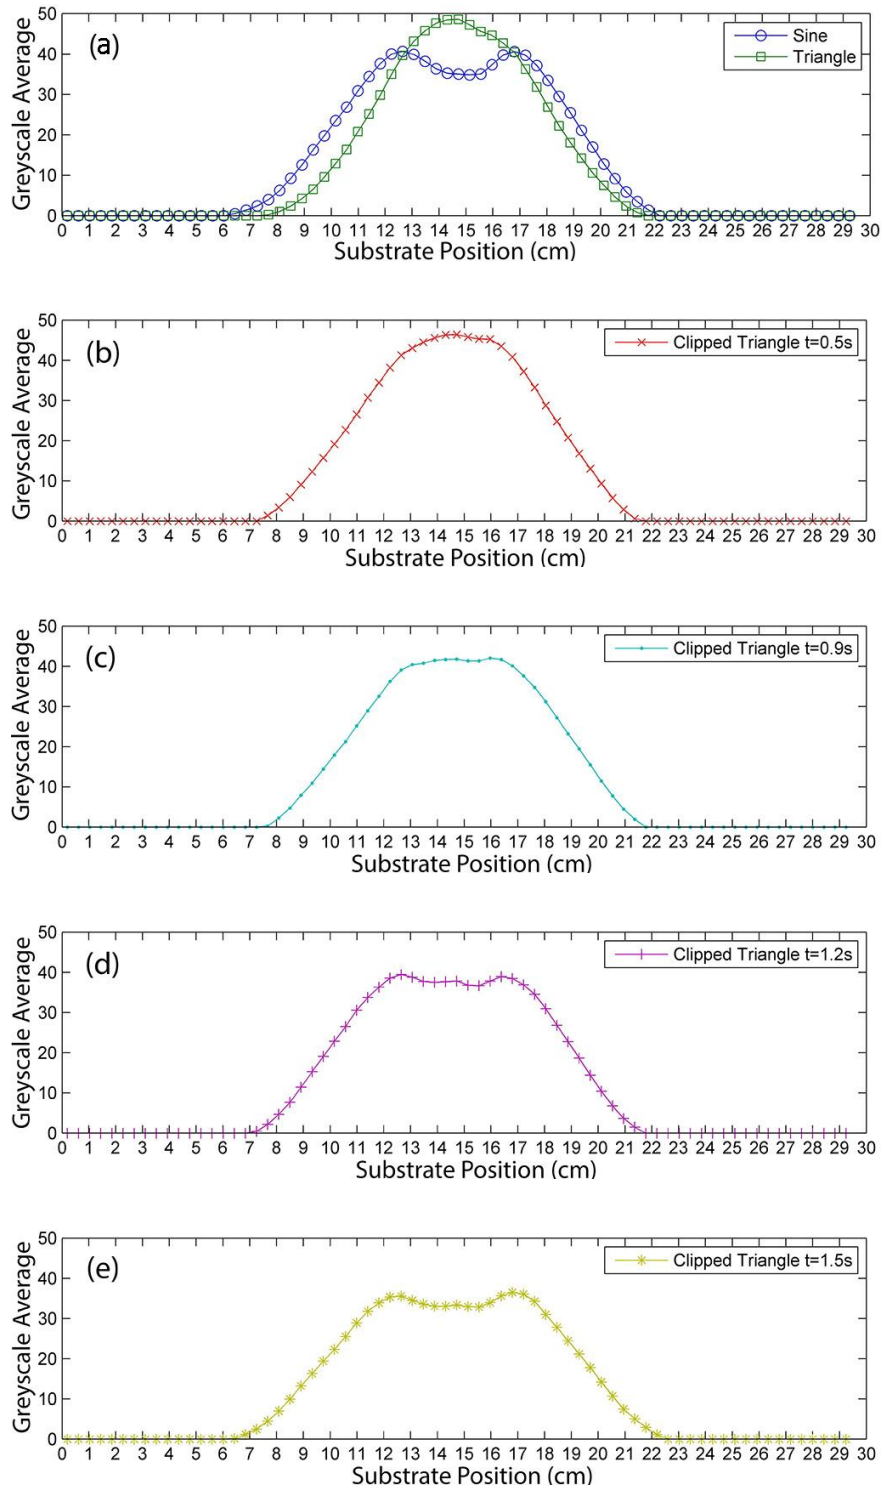 (a)
Sine
Triangle
Greyscale Average
50
40
30
20
10
0
0 1 2 3 4 5 6 7 8 9 10 11 12 13 14 15 16 17 18 19 20 21 22 23 24 25 26 27 28 29 30
Substrate Position (cm)
(b)
Clipped Triangle t=0.5s
Greyscale Average
50
40
30
20
10
0
0 1 2 3 4 5 6 7 8 9 10 11 12 13 14 15 16 17 18 19 20 21 22 22 24 25 26 27 28 29 30
Substrate Position (cm)
(c)
Clipped Triangle t=0.9s
Greyscale Average
50
40
30
20
10
0
0 1 2 3 4 5 6 7 8 9 10 11 12 13 14 15 16 17 18 19 20 21 22 23 24 25 26 27 28 29 30
Substrate Position (cm)
(d)
Clipped Triangle t=1.2s
Greyscale Average
50
40
30
20
10
0
0 1 2 3 4 5 6 7 8 9 10 11 12 13 14 15 16 17 18 19 20 21 22 23 24 25 26 27 28 29 30
Substrate Position (cm)
(e)
Clipped Triangle t=1.5s
Greyscale Average
50
40
30
20
10
0
0 1 2 3 4 5 6 7 8 9 10 11 12 13 14 15 16 17 18 19 20 21 22 23 24 25 26 27 28 29 30
Substrate Position (cm)